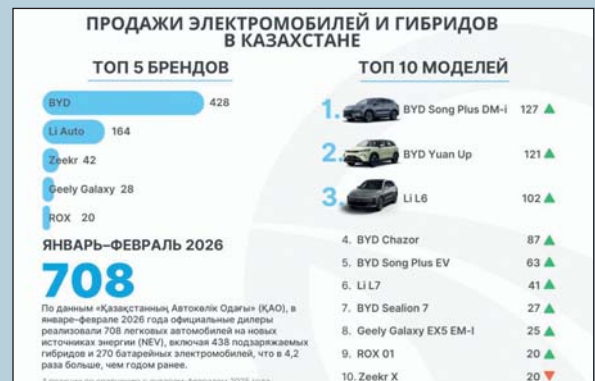 ПРОДАЖИ ЭЛЕКТРОМОБИЛЕЙ И ГИБРИДОВ
В КАЗАХСТАНЕ
ТОП 5 БРЕНДОВ
BYD 428
Li Auto 164
Zeekr 42
Geely Galaxy 28
ROX 20
ЯНВАРЬ–ФЕВРАЛЬ 2026
708
По данным «Қазақстанның Автокөлік Одағы» (ҚАО), в
январе–феврале 2026 года официальные дилеры
реализовали 708 легковых автомобилей на новых
источниках энергии (NEV), включая 438 подзаряжаемых
гибридов и 270 батарейных электромобилей, что в 4,2
раза больше, чем годом ранее.
ТОП 10 МОДЕЛЕЙ
1. BYD Song Plus DM-i 127 ▲
2. BYD Yuan Up 121 ▲
3. Li L6 102 ▲
4. BYD Chazor 87 ▲
5. BYD Song Plus EV 63 ▲
6. Li L7 41 ▲
7. BYD Sealion 7 27 ▲
8. Geely Galaxy EX5 EM-I 25 ▲
9. ROX 01 20 ▲
10. Zeekr X 20 ▼